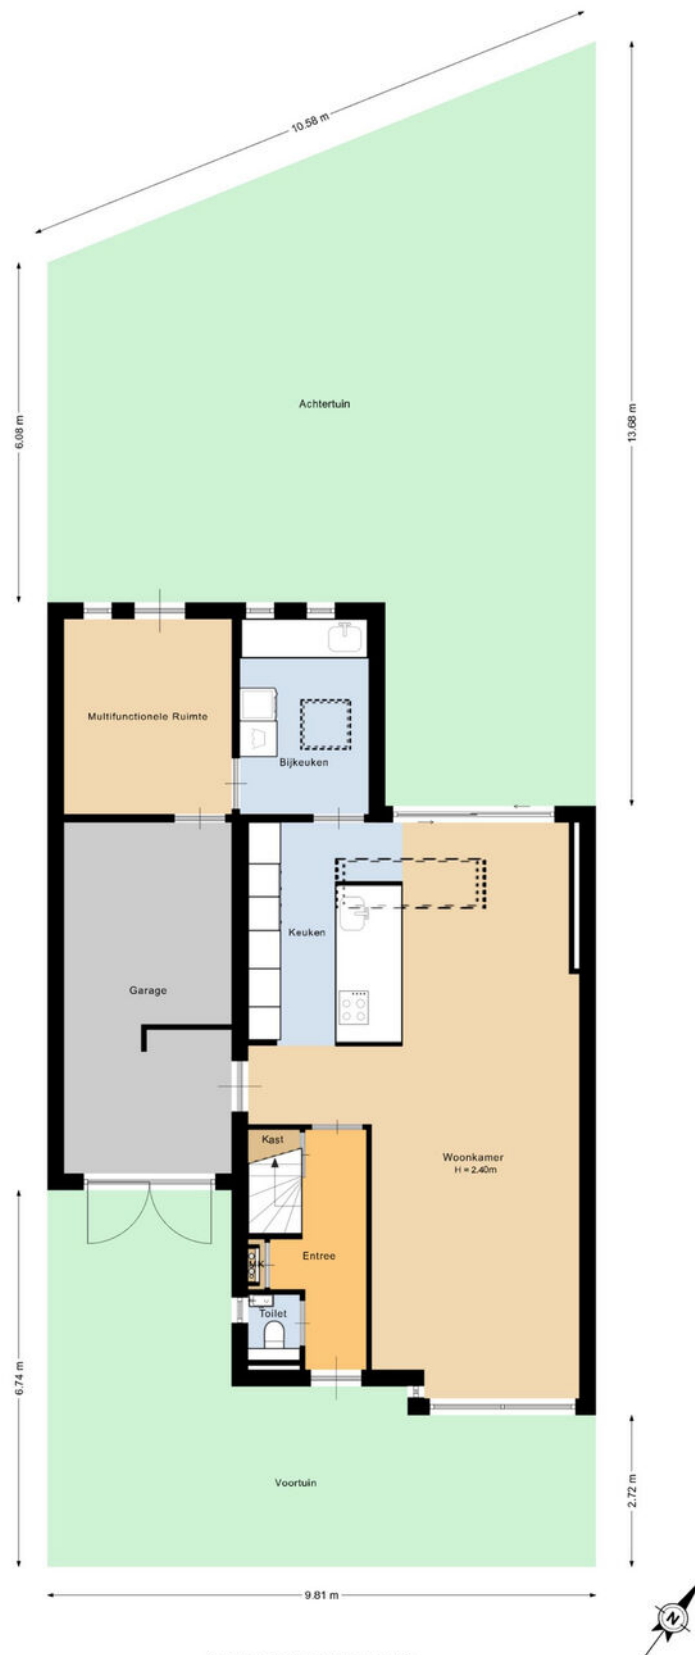 10.58 m
6.08 m
13.68 m
Achtertuin
Multifunctionele Ruimte
Bijkeuken
Keuken
Garage
Kast
Woonkamer
H = 2.40m
Entree
MK
Toilet
6.74 m
2.72 m
Voortuin
9.81 m
N